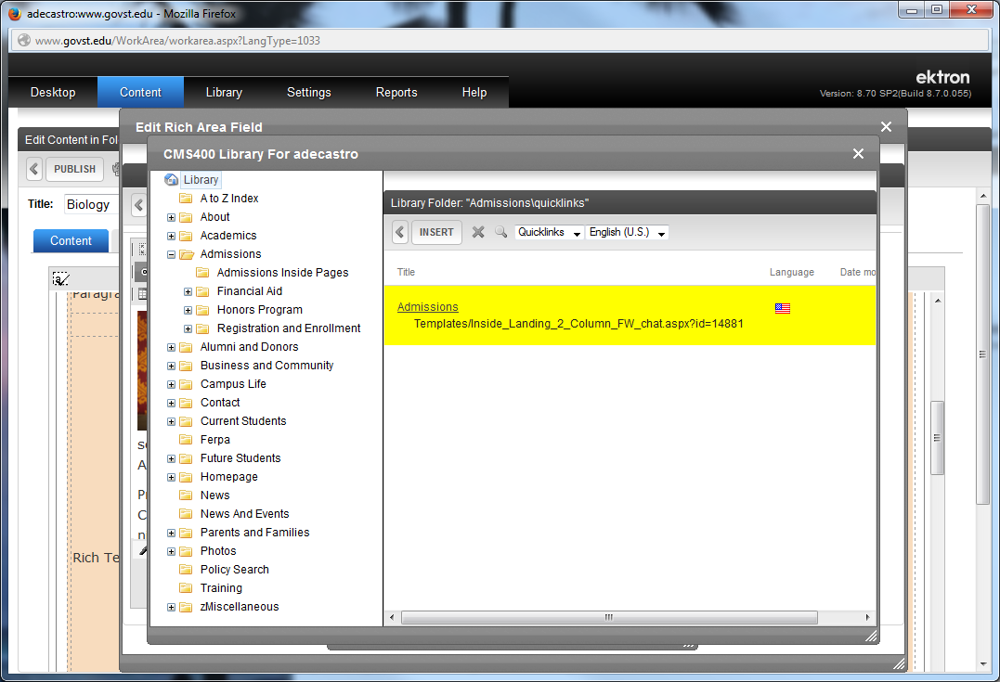 adecastro:www.govst.edu - Mozilla Firefox
www.govst.edu/WorkArea/workarea.aspx?LangType=1033
ektron
Desktop Content Library Settings Reports Help
Version: 8.70 SP2(Build 8.7.0.055)
Edit Rich Area Field
Edit Content in Fol
CMS400 Library For adecastro
PUBLISH
Title: Biology
Content
Paragra
Rich Te
Library
A to Z Index
About
Academics
Admissions
Admissions Inside Pages
Financial Aid
Honors Program
Registration and Enrollment
Alumni and Donors
Business and Community
Campus Life
Contact
Current Students
Ferpa
Future Students
Homepage
News
News And Events
Parents and Families
Photos
Policy Search
Training
zMiscellaneous
Library Folder: "Admissions\quicklinks"
INSERT Quicklinks English (U.S.)
Title Language Date mo
Admissions
Templates/Inside_Landing_2_Column_FW_chat.aspx?id=14881